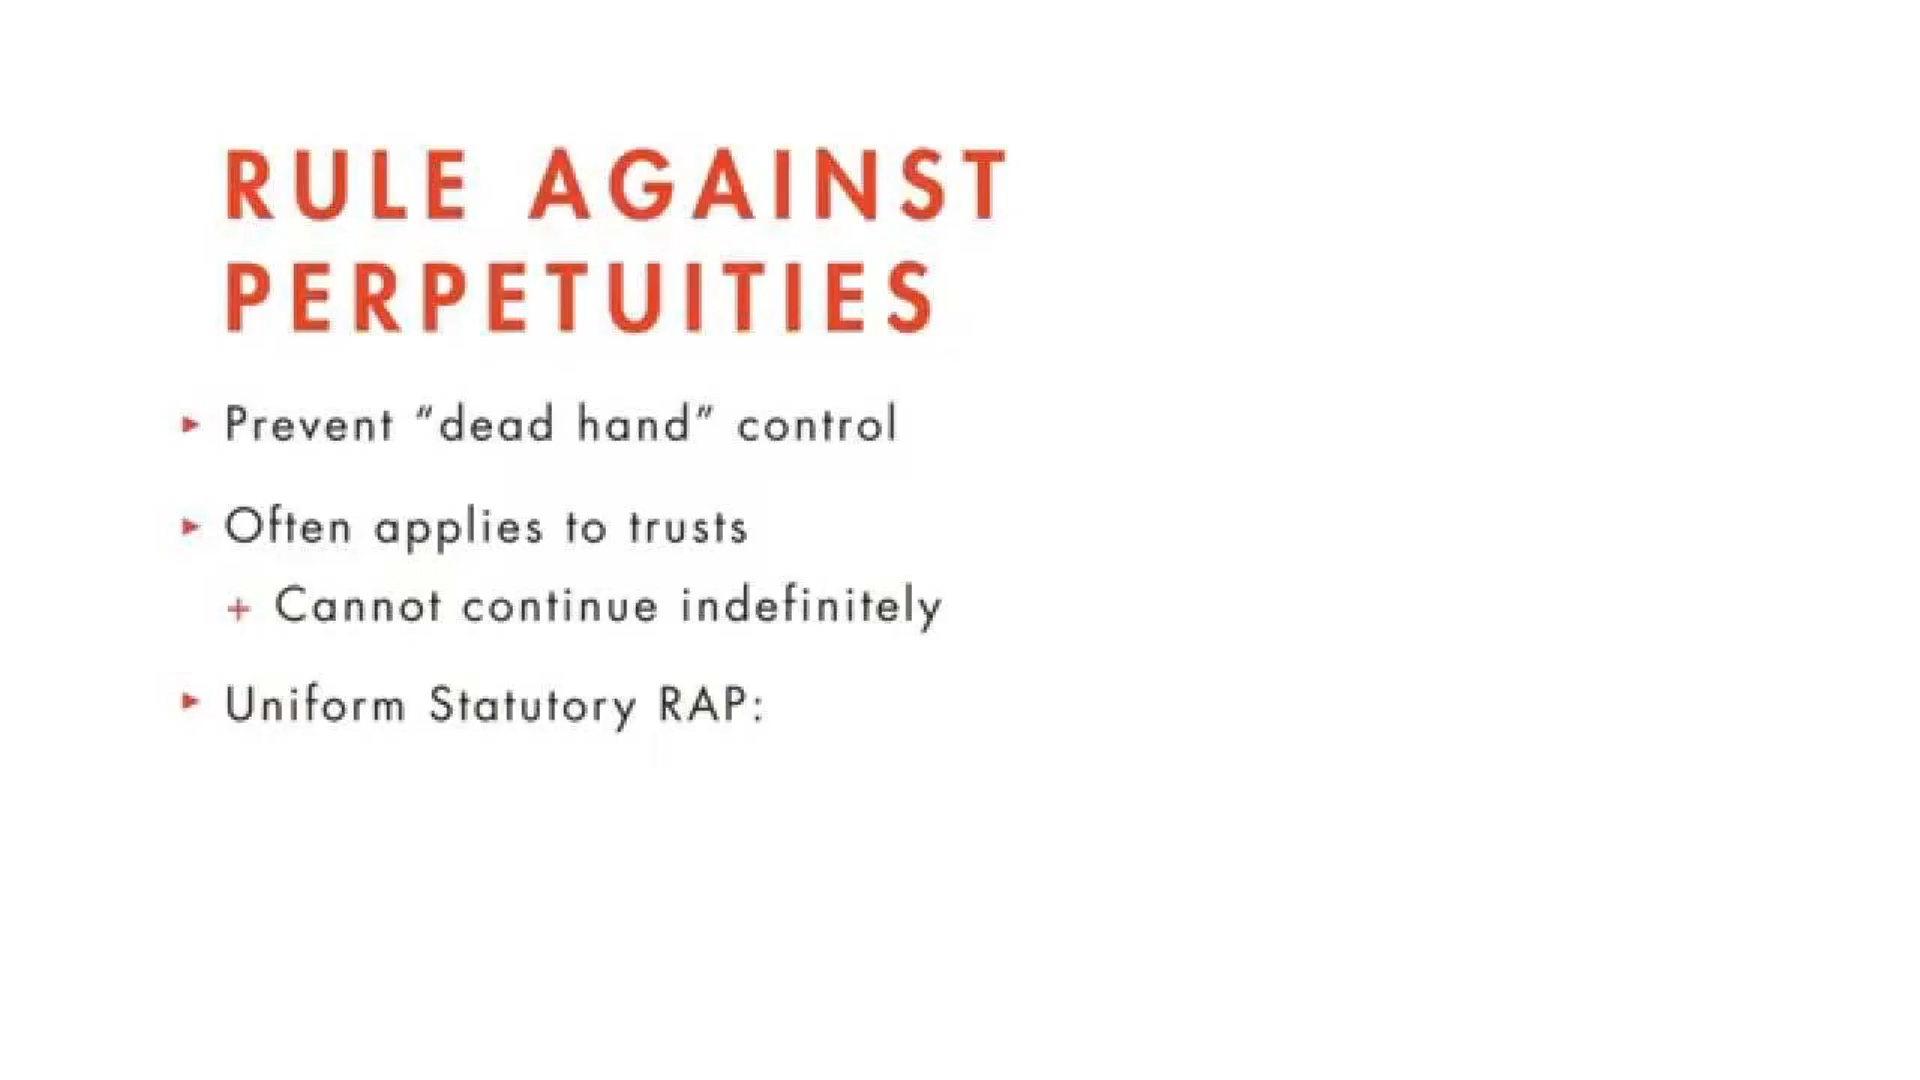 RULE AGAINST
PERPETUITIES
▸ Prevent “dead hand” control
▸ Often applies to trusts
+ Cannot continue indefinitely
▸ Uniform Statutory RAP: